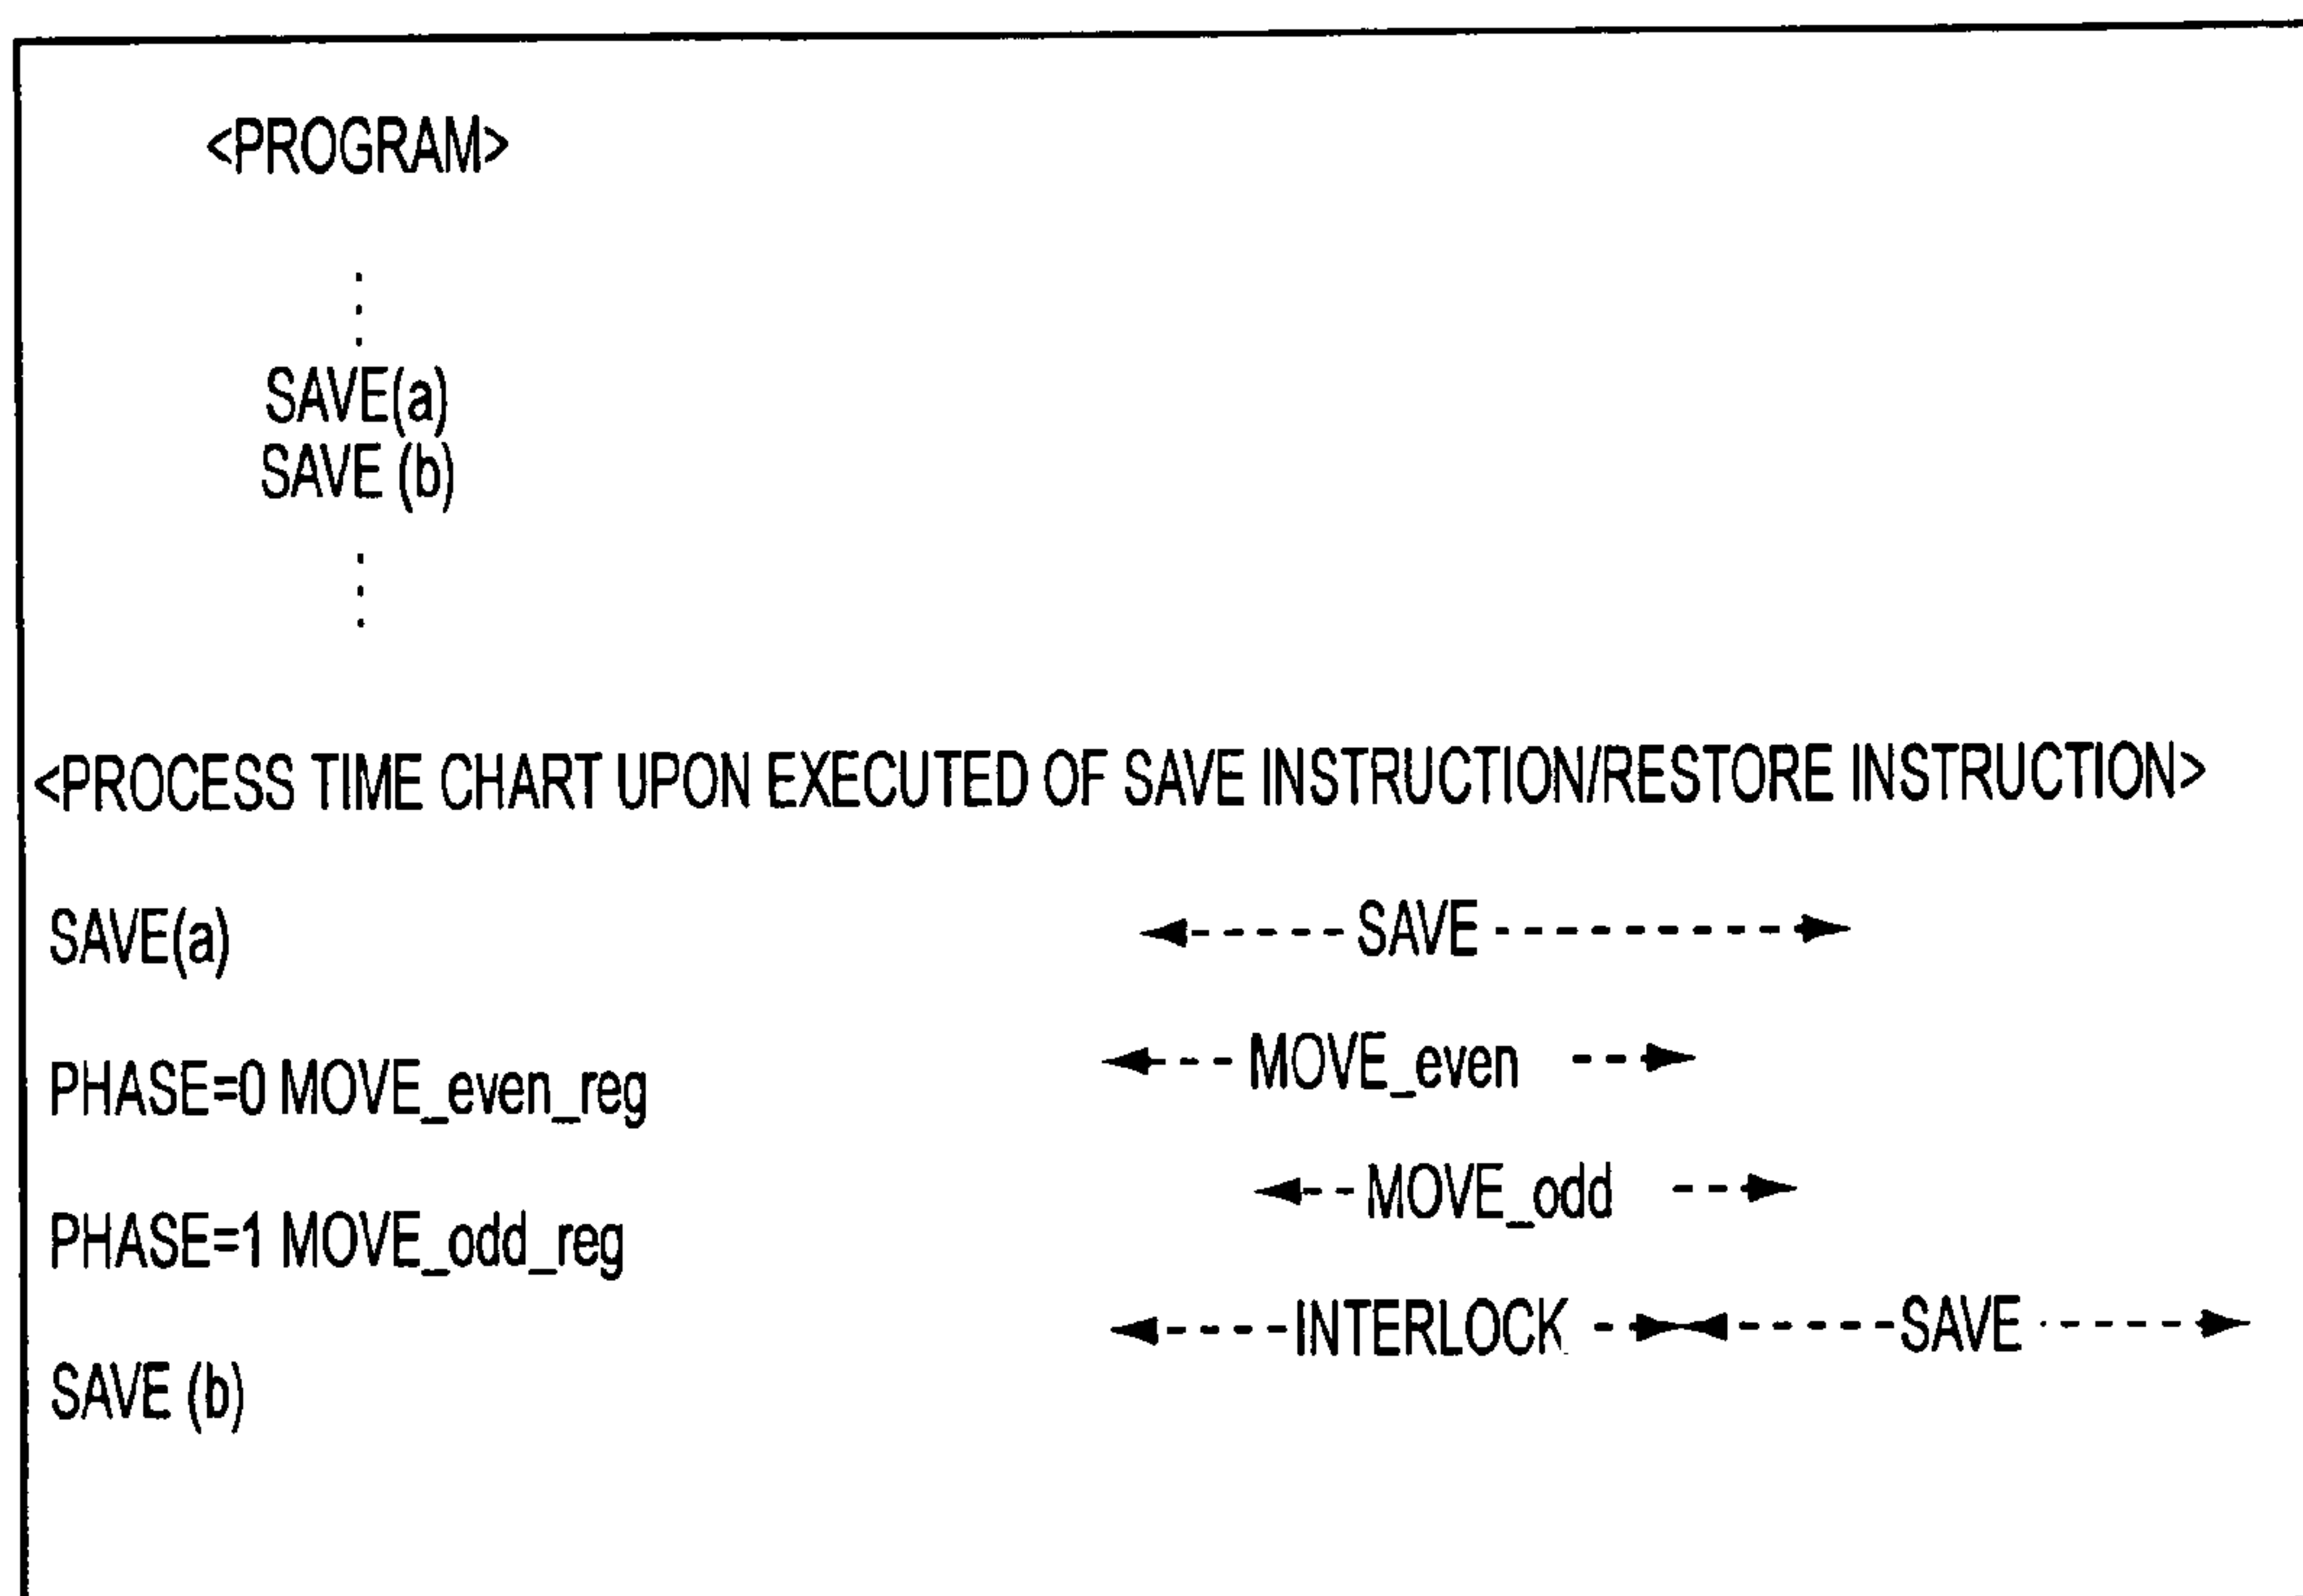 <PROGRAM>
SAVE(a)
SAVE (b)
<PROCESS TIME CHART UPON EXECUTED OF SAVE INSTRUCTION/RESTORE INSTRUCTION>
SAVE(a) SAVE
PHASE=0 MOVE_even_reg MOVE_even
PHASE=1 MOVE_odd_reg MOVE_odd
SAVE (b) INTERLOCK SAVE